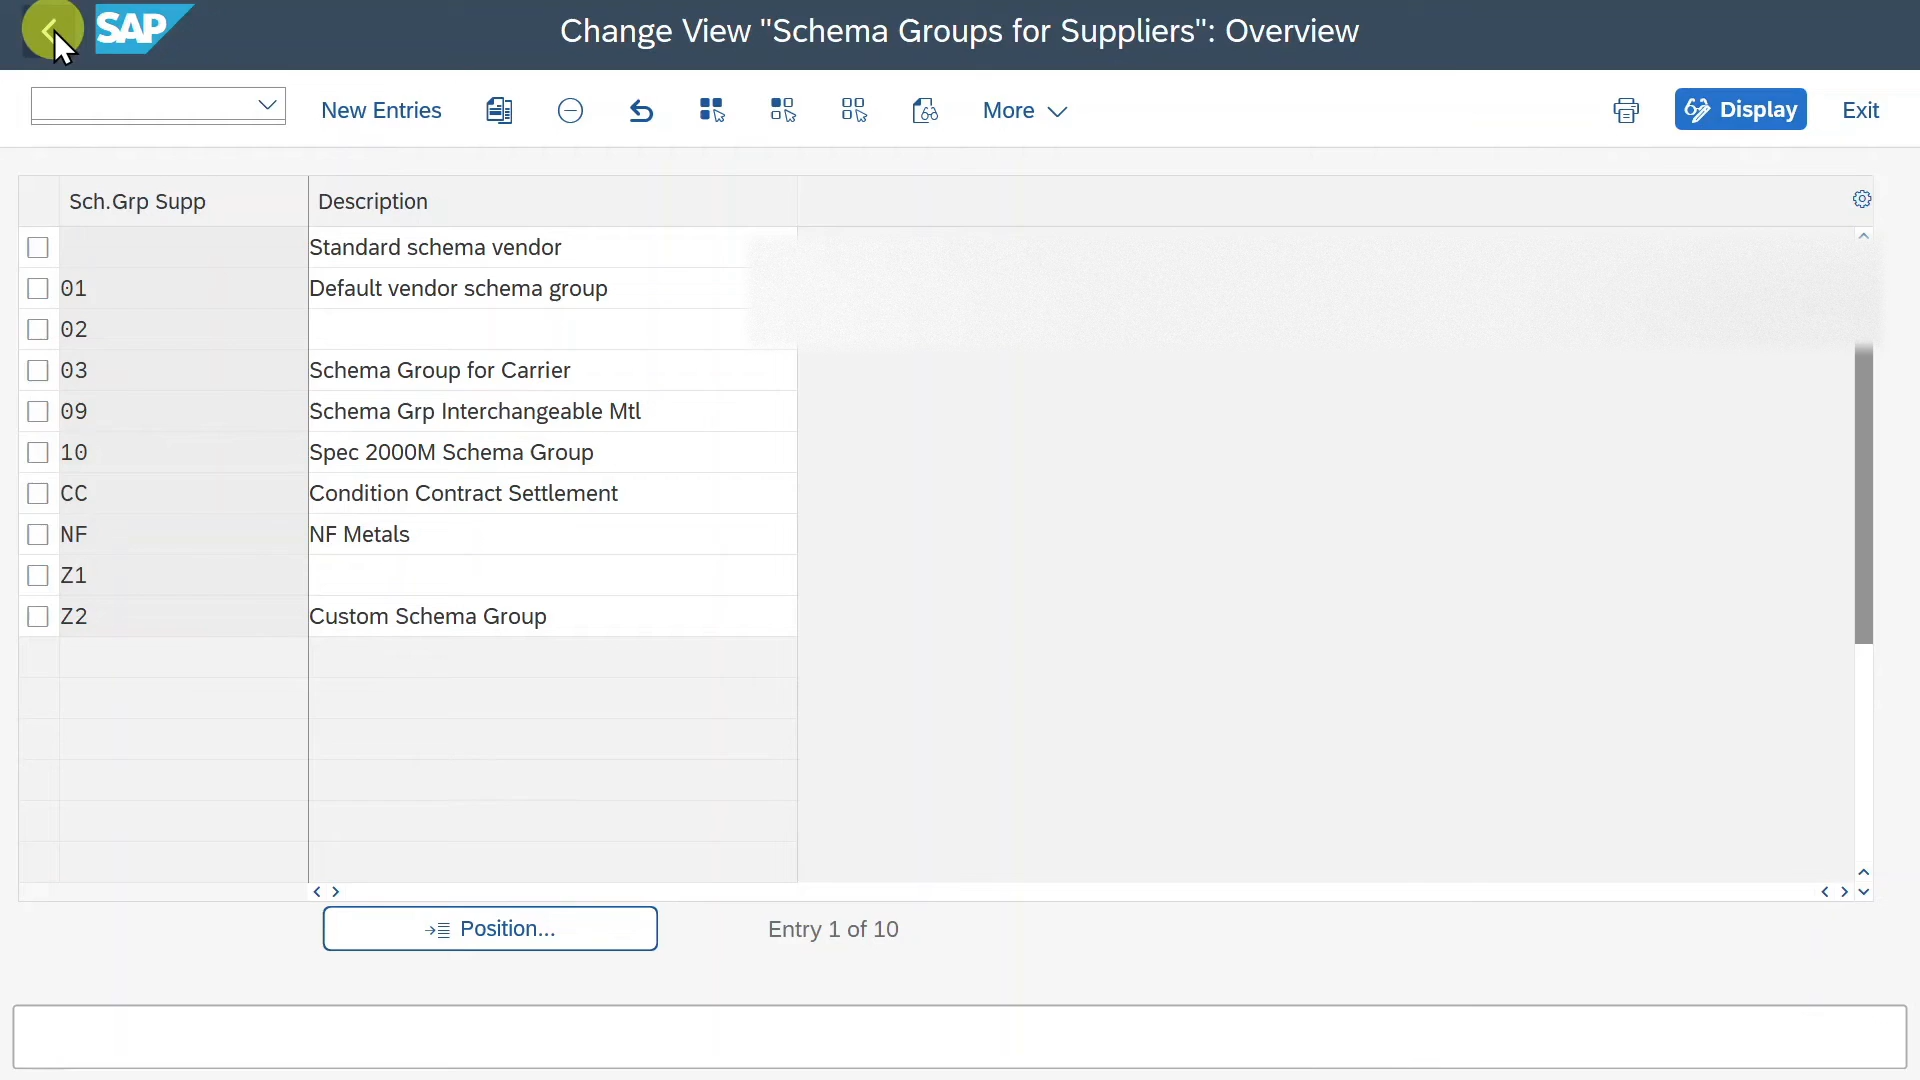 SAP
Change View "Schema Groups for Suppliers": Overview
New Entries
More
Display
Exit
Sch.Grp Supp Description
Standard schema vendor
01 Default vendor schema group
02
03 Schema Group for Carrier
09 Schema Grp Interchangeable Mtl
10 Spec 2000M Schema Group
CC Condition Contract Settlement
NF NF Metals
Z1
Z2 Custom Schema Group
Position...
Entry 1 of 10